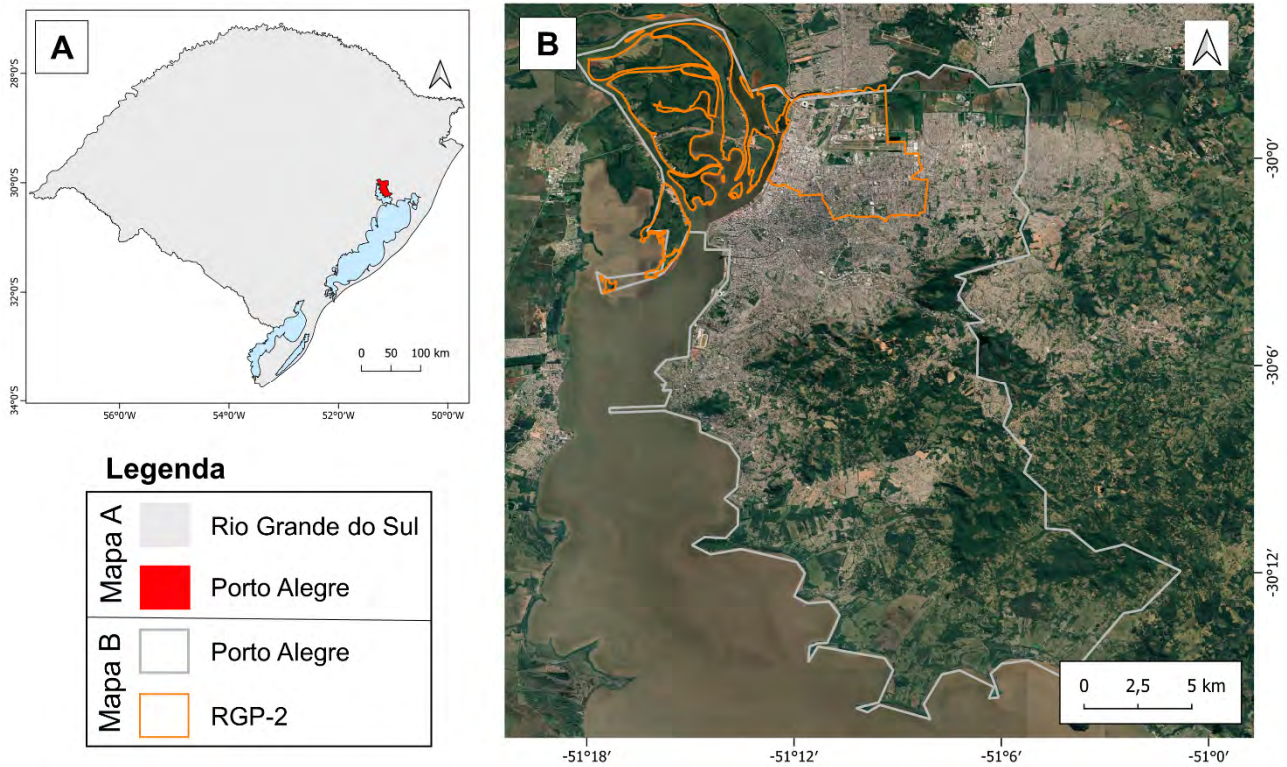 A
28°0'S
30°0'S
32°0'S
34°0'S
56°0'W
54°0'W
52°0'W
50°0'W
0 50 100 km
Legenda
Mapa A
Rio Grande do Sul
Porto Alegre
Mapa B
Porto Alegre
RGP-2
B
-30°0'
-30°6'
-30°12'
0 2,5 5 km
-51°18'
-51°12'
-51°6'
-51°0'